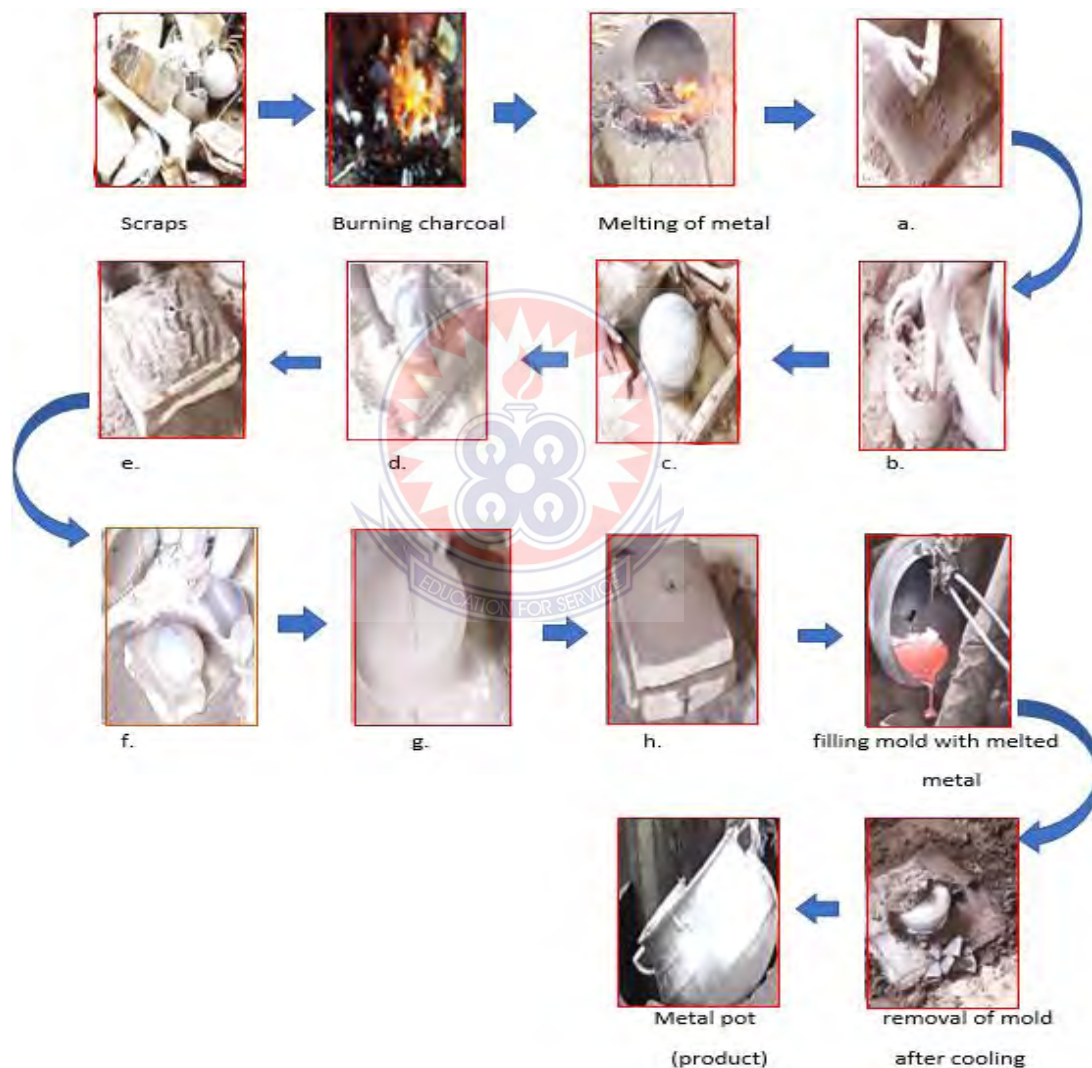 Scraps
Burning charcoal
Melting of metal
a.
e.
d.
c.
b.
EDUCATION FOR SERVICE
f.
g.
h.
filling mold with melted
metal
Metal pot
(product)
removal of mold
after cooling